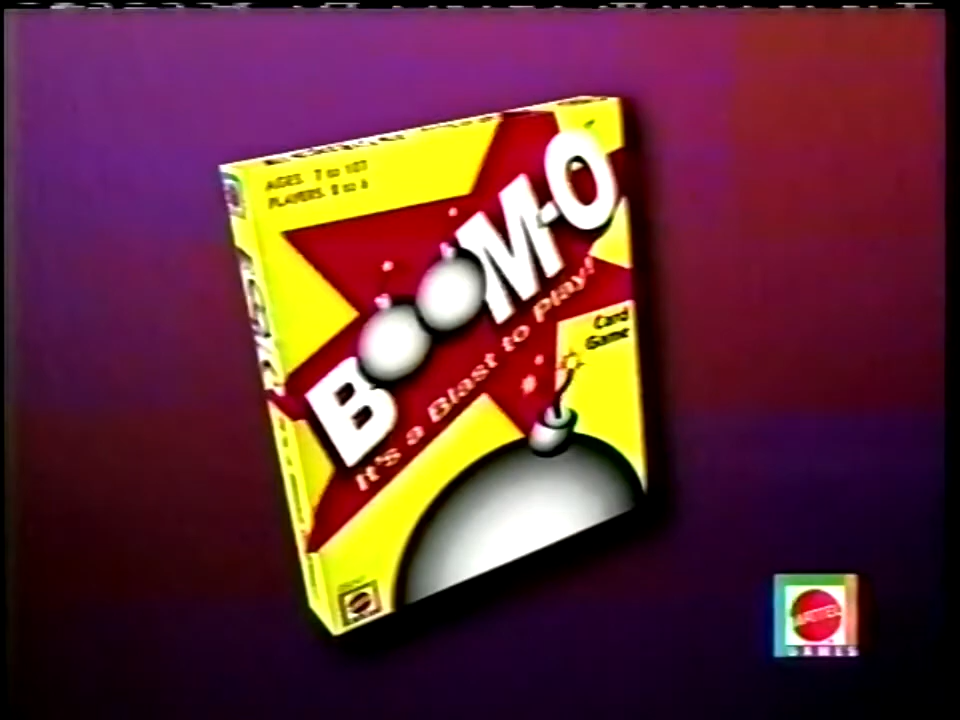 AGES 7 to 107
PLAYERS 2 to 6
BOOM-O
It's a Blast to Play!
Card
Game
MATTEL
GAMES